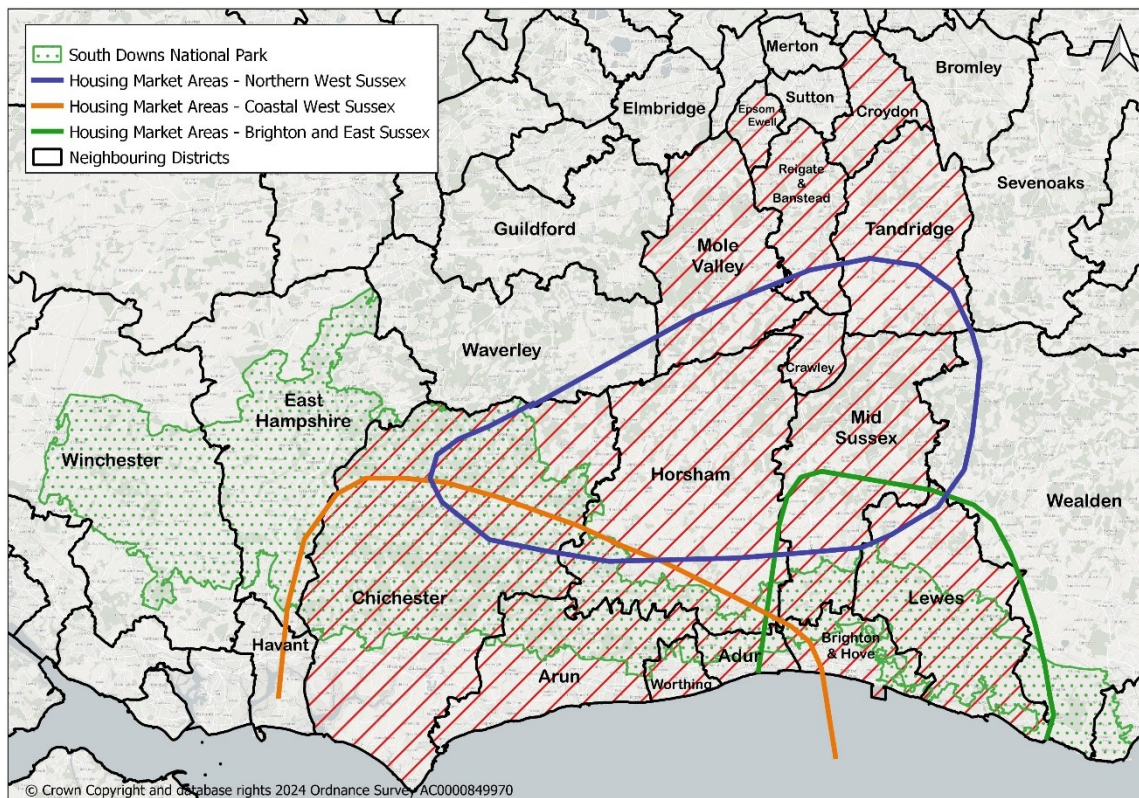 South Downs National Park
Housing Market Areas - Northern West Sussex
Housing Market Areas - Coastal West Sussex
Housing Market Areas - Brighton and East Sussex
Neighbouring Districts
Merton
Bromley
Elmbridge
Sutton
Epsom &
Ewell
Croydon
Reigate
&
Banstead
Sevenoaks
Guildford
Mole
Valley
Tandridge
Waverley
Crawley
East
Hampshire
Mid
Sussex
Winchester
Horsham
Wealden
Chichester
Lewes
Havant
Brighton
& Hove
Adur
Arun
Worthing
© Crown Copyright and database rights 2024 Ordnance Survey AC0000849970